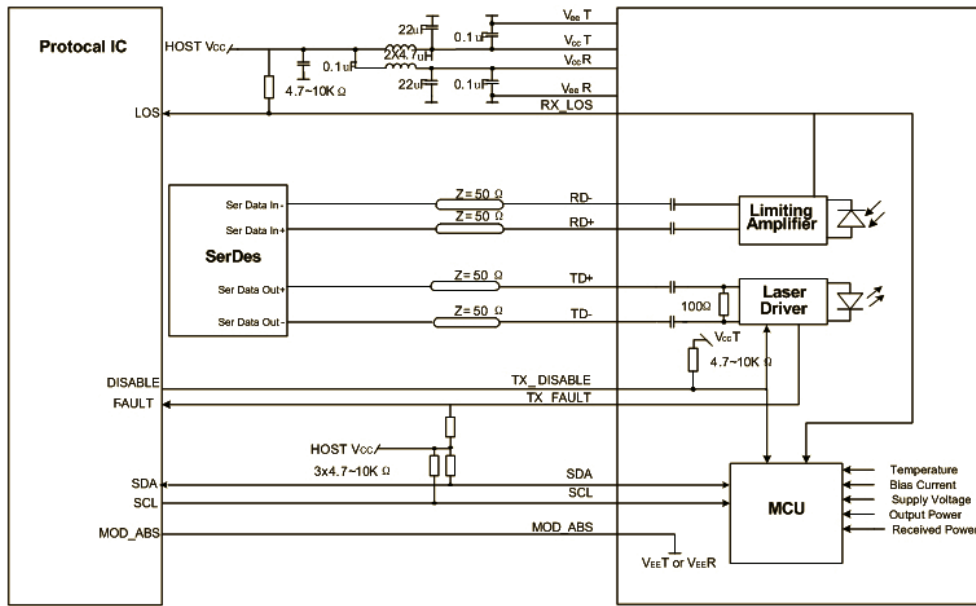 Protocal IC
HOST Vcc
22uF
0.1uF
Vcc T
Vcc T
0.1uF
2X4.7uH
Vcc R
22uF
0.1uF
4.7~10K Ω
Vcc R
LOS
RX_LOS
Ser Data In-
Z= 50 Ω
RD-
Ser Data In+
Z= 50 Ω
RD+
Limiting
Amplifier
SerDes
Ser Data Out+
Z= 50 Ω
TD+
Laser
Driver
100Ω
Ser Data Out-
Z= 50 Ω
TD-
VccT
4.7~10K Ω
DISABLE
TX_DISABLE
FAULT
TX_FAULT
HOST Vcc
3x4.7~10K Ω
SDA
SDA
SCL
SCL
MCU
Temperature
Bias Current
Supply Voltage
Output Power
Received Power
MOD_ABS
MOD_ABS
VEET or VEER